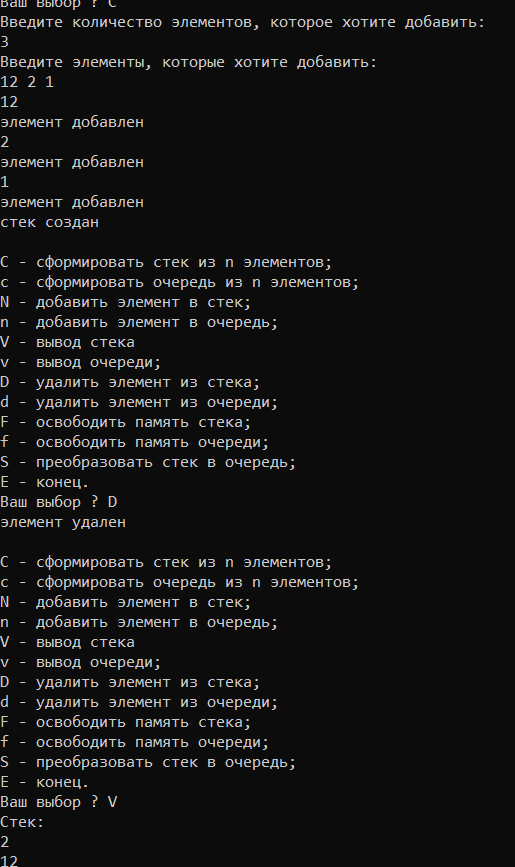 Ваш выбор ? C
Введите количество элементов, которое хотите добавить:
3
Введите элементы, которые хотите добавить:
12 2 1
12
элемент добавлен
2
элемент добавлен
1
элемент добавлен
стек создан
C - сформировать стек из n элементов;
c - сформировать очередь из n элементов;
N - добавить элемент в стек;
n - добавить элемент в очередь;
V - вывод стека
v - вывод очереди;
D - удалить элемент из стека;
d - удалить элемент из очереди;
F - освободить память стека;
f - освободить память очереди;
S - преобразовать стек в очередь;
E - конец.
Ваш выбор ? D
элемент удален
C - сформировать стек из n элементов;
c - сформировать очередь из n элементов;
N - добавить элемент в стек;
n - добавить элемент в очередь;
V - вывод стека
v - вывод очереди;
D - удалить элемент из стека;
d - удалить элемент из очереди;
F - освободить память стека;
f - освободить память очереди;
S - преобразовать стек в очередь;
E - конец.
Ваш выбор ? V
Стек:
2
12